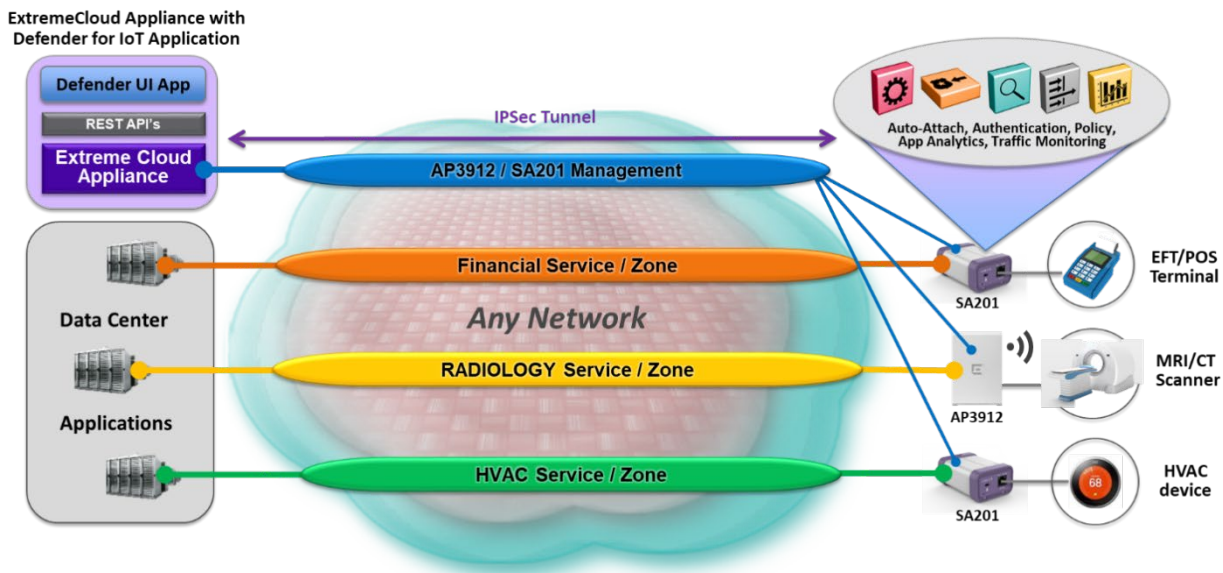 ExtremeCloud Appliance with
Defender for IoT Application
Defender UI App
REST API's
Extreme Cloud
Appliance
IPSec Tunnel
AP3912 / SA201 Management
Auto-Attach, Authentication, Policy,
App Analytics, Traffic Monitoring
Financial Service / Zone
SA201
EFT/POS
Terminal
Data Center
Any Network
RADIOLOGY Service / Zone
AP3912
MRI/CT
Scanner
Applications
HVAC Service / Zone
SA201
68
HVAC
device